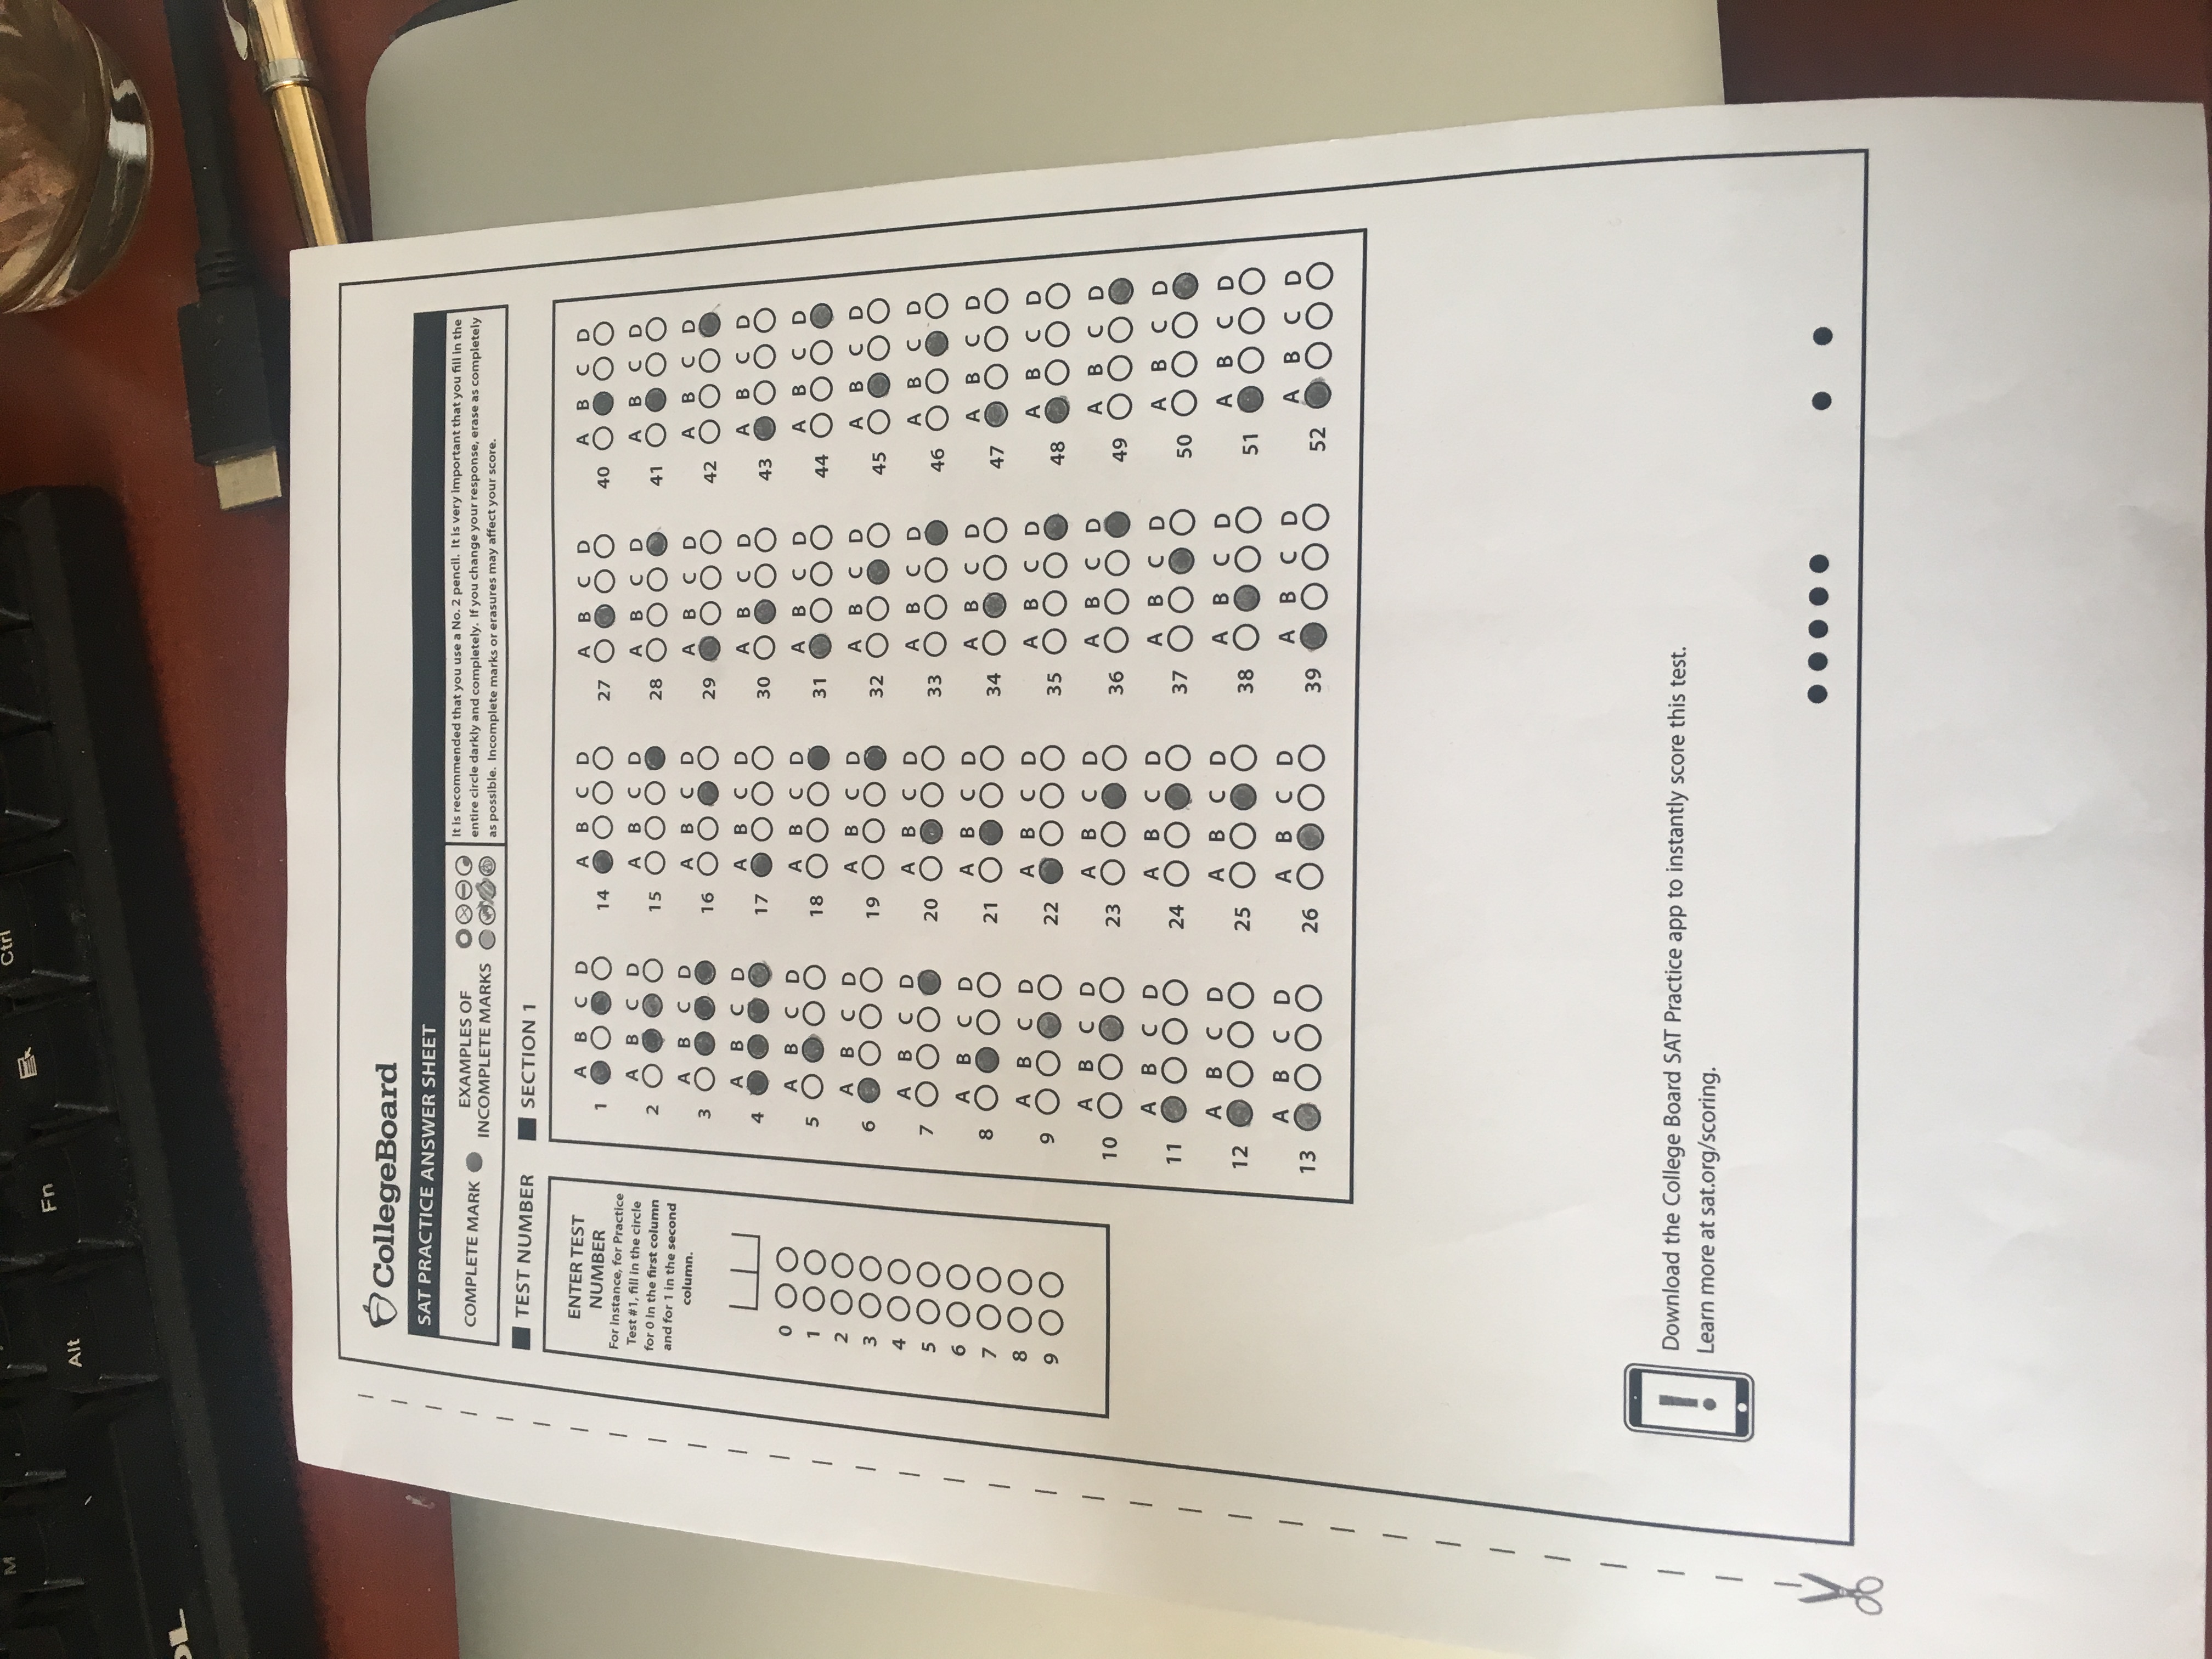 M
Ctrl
Fn
Alt
CollegeBoard
SAT PRACTICE ANSWER SHEET
COMPLETE MARK
EXAMPLES OF
INCOMPLETE MARKS
It is recommended that you use a No. 2 pencil. It is very important that you fill in the
entire circle darkly and completely. If you change your response, erase as completely
as possible. Incomplete marks or erasures may affect your score.
TEST NUMBER
ENTER TEST
NUMBER
For instance, for Practice
Test #1, fill in the circle
for 0 in the first column
and for 1 in the second
column.
0
1
2
3
4
5
6
7
8
9
SECTION 1
A B C D
1
A B C D
2
A B C D
3
A B C D
4
A B C D
5
A B C D
6
A B C D
7
A B C D
8
A B C D
9
A B C D
10
A B C D
11
A B C D
12
A B C D
13
A B C D
14
A B C D
15
A B C D
16
A B C D
17
A B C D
18
A B C D
19
A B C D
20
A B C D
21
A B C D
22
A B C D
23
A B C D
24
A B C D
25
A B C D
26
A B C D
27
A B C D
28
A B C D
29
A B C D
30
A B C D
31
A B C D
32
A B C D
33
A B C D
34
A B C D
35
A B C D
36
A B C D
37
A B C D
38
A B C D
39
A B C D
40
A B C D
41
A B C D
42
A B C D
43
A B C D
44
A B C D
45
A B C D
46
A B C D
47
A B C D
48
A B C D
49
A B C D
50
A B C D
51
A B C D
52
Download the College Board SAT Practice app to instantly score this test.
Learn more at sat.org/scoring.